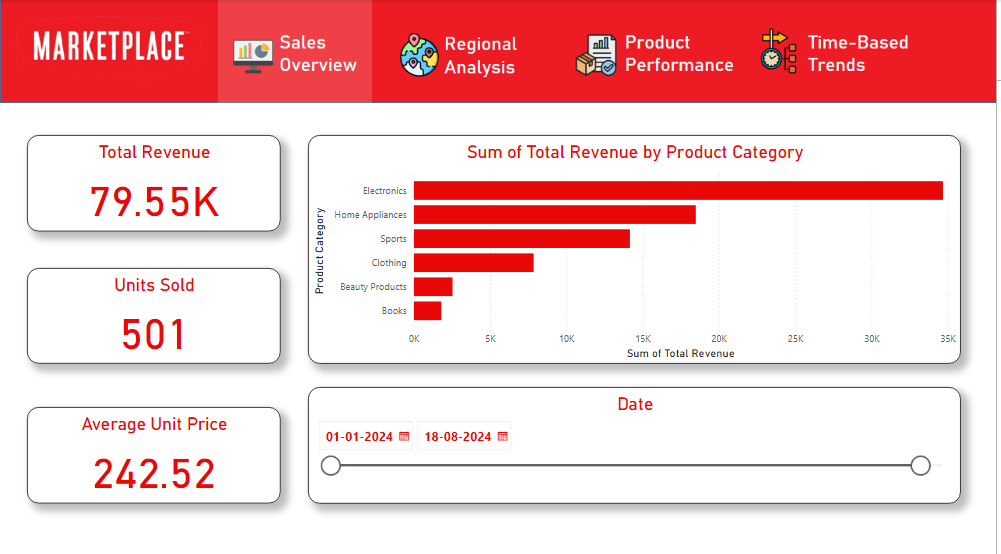 MARKETPLACE
Sales
Overview
Regional
Analysis
Product
Performance
Time-Based
Trends
Total Revenue
79.55K
Units Sold
501
Average Unit Price
242.52
Sum of Total Revenue by Product Category
Product Category
Electronics
Home Appliances
Sports
Clothing
Beauty Products
Books
0K 5K 10K 15K 20K 25K 30K 35K
Sum of Total Revenue
Date
01-01-2024 18-08-2024